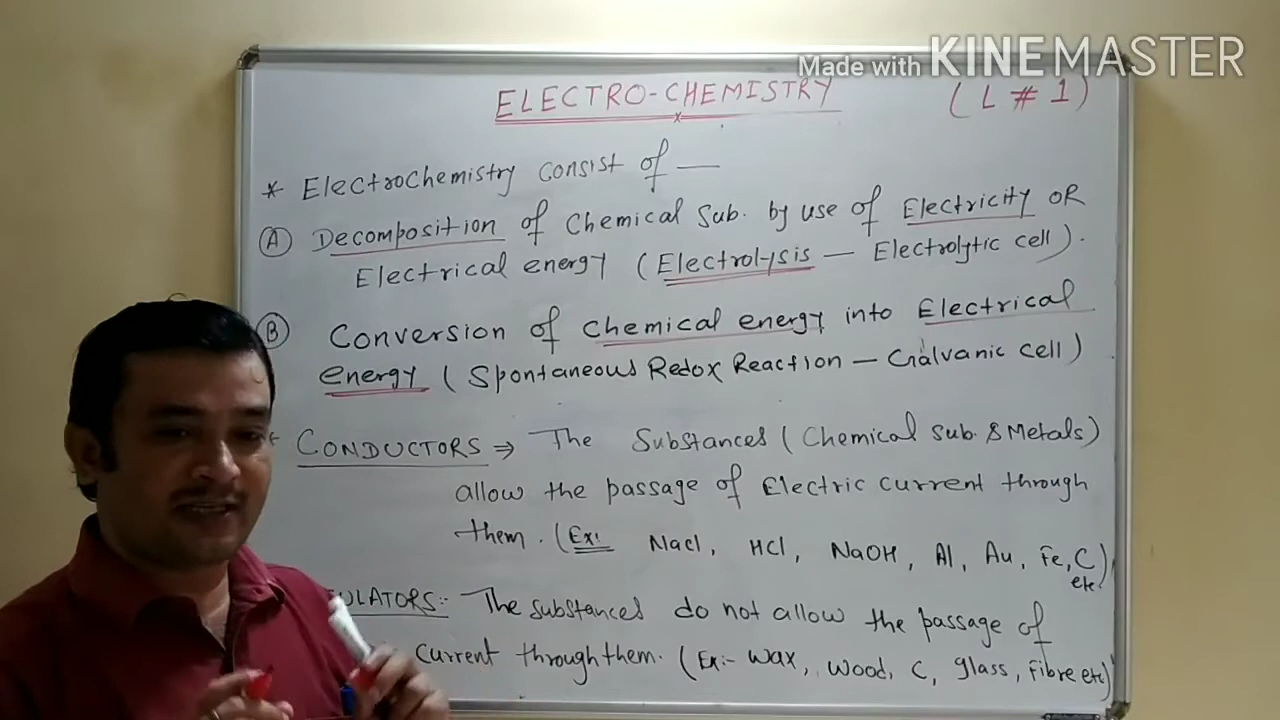 Made with KINEMASTER
ELECTRO-CHEMISTRY (L # 1)
* Electrochemistry consist of —
(A) Decomposition of Chemical Sub. by use of Electricity OR
Electrical energy (Electrolysis — Electrolytic cell).
(B) Conversion of Chemical energy into Electrical
energy (Spontaneous Redox Reaction — Galvanic cell)
CONDUCTORS ⇒ The Substances (Chemical Sub. & Metals)
allow the passage of Electric current through
them. (Ex: Nacl, HCl, NaOH, Al, Au, Fe, C
etc)
ULATORS:- The substances do not allow the passage of
current through them. (Ex:- Wax, Wood, C, glass, Fibre etc)